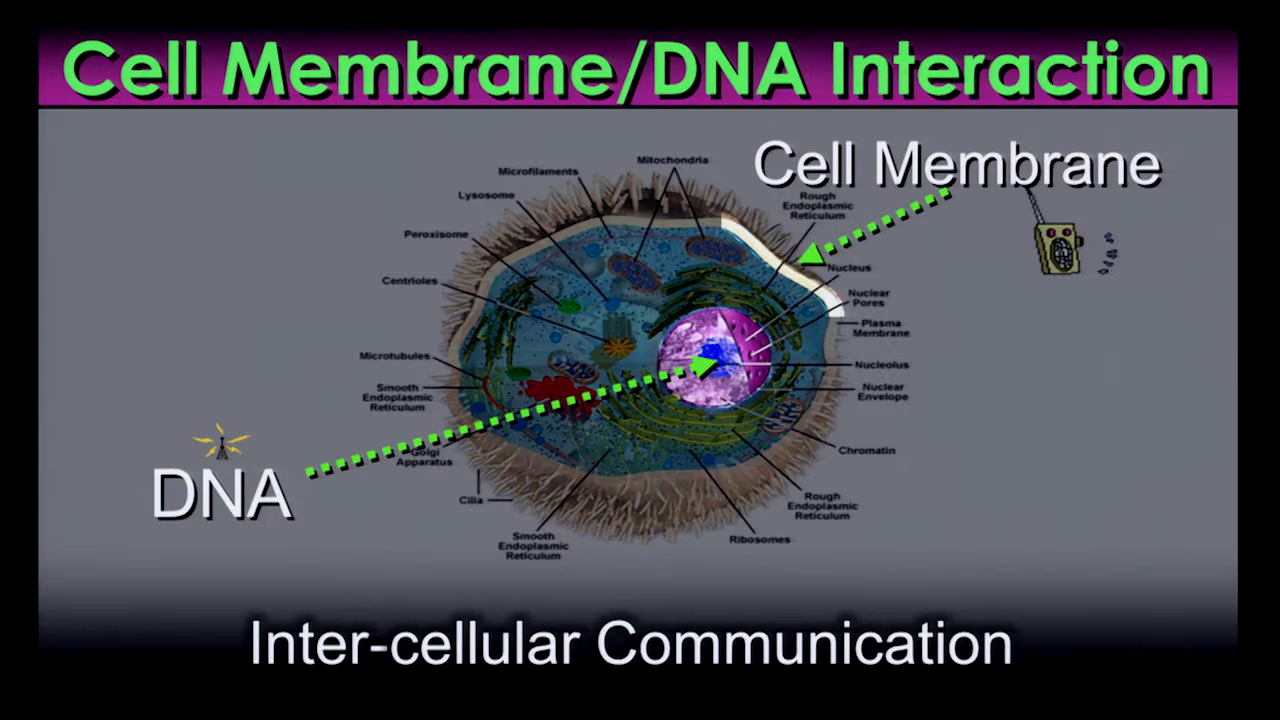 Cell Membrane/DNA Interaction
Cell Membrane
Mitochondria
Microfilaments
Lysosome
Rough
Endoplasmic
Reticulum
Peroxisome
Nucleus
Centrioles
Nuclear
Pores
Plasma
Membrane
Microtubules
Nucleolus
Smooth
Endoplasmic
Reticulum
Nuclear
Envelope
Golgi
Apparatus
Chromatin
DNA
Cilia
Rough
Endoplasmic
Reticulum
Smooth
Endoplasmic
Reticulum
Ribosomes
Inter-cellular Communication